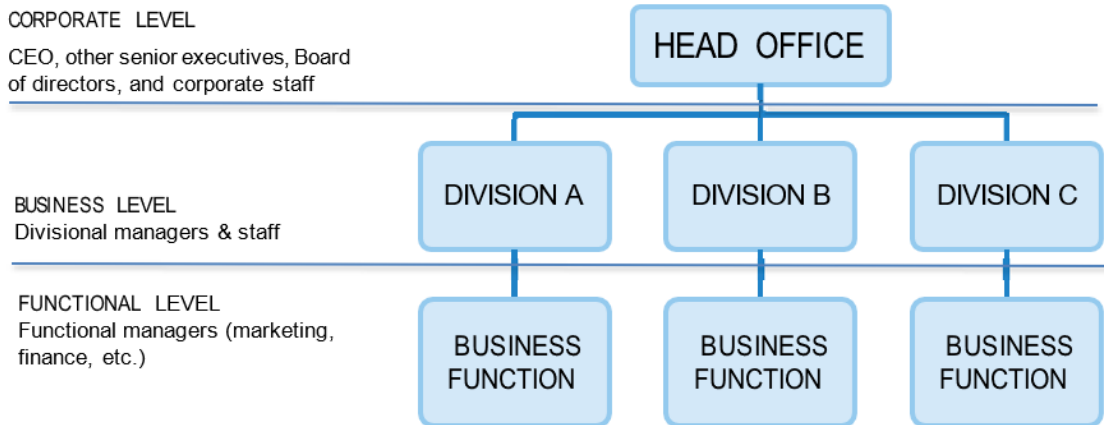 CORPORATE LEVEL
CEO, other senior executives, Board
of directors, and corporate staff
HEAD OFFICE
BUSINESS LEVEL
Divisional managers & staff
DIVISION A
DIVISION B
DIVISION C
FUNCTIONAL LEVEL
Functional managers (marketing,
finance, etc.)
BUSINESS
FUNCTION
BUSINESS
FUNCTION
BUSINESS
FUNCTION